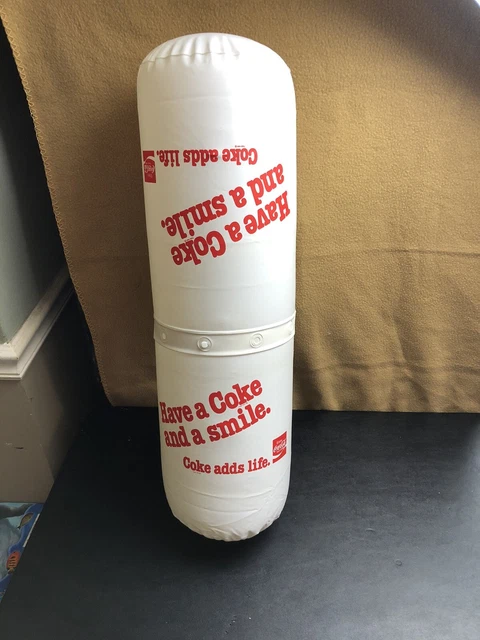 Have a Coke
and a smile.
Coke adds life.
Have a Coke
and a smile.
Coke adds life.